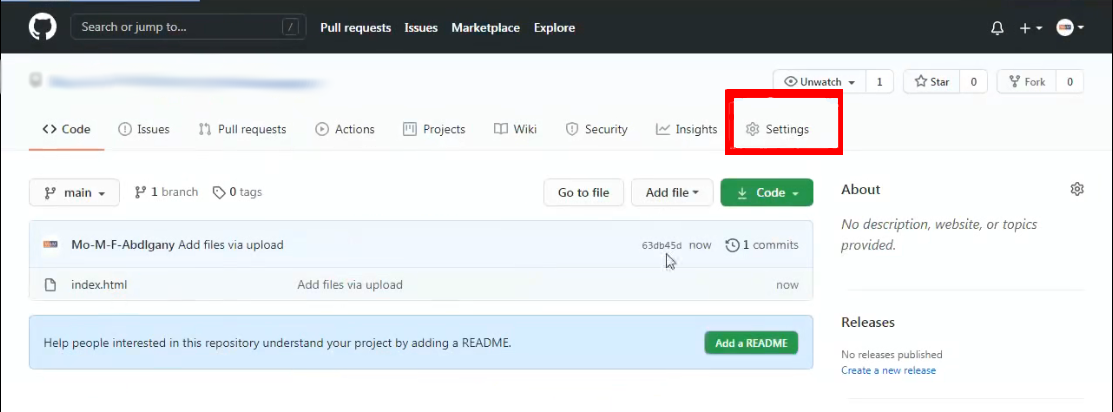 Search or jump to... / Pull requests Issues Marketplace Explore
Unwatch 1 Star 0 Fork 0
Code Issues Pull requests Actions Projects Wiki Security Insights Settings
main 1 branch 0 tags Go to file Add file Code
About
No description, website, or topics
provided.
Mo-M-F-Abdlgany Add files via upload 63db45d now 1 commits
index.html Add files via upload now
Help people interested in this repository understand your project by adding a README. Add a README
Releases
No releases published
Create a new release